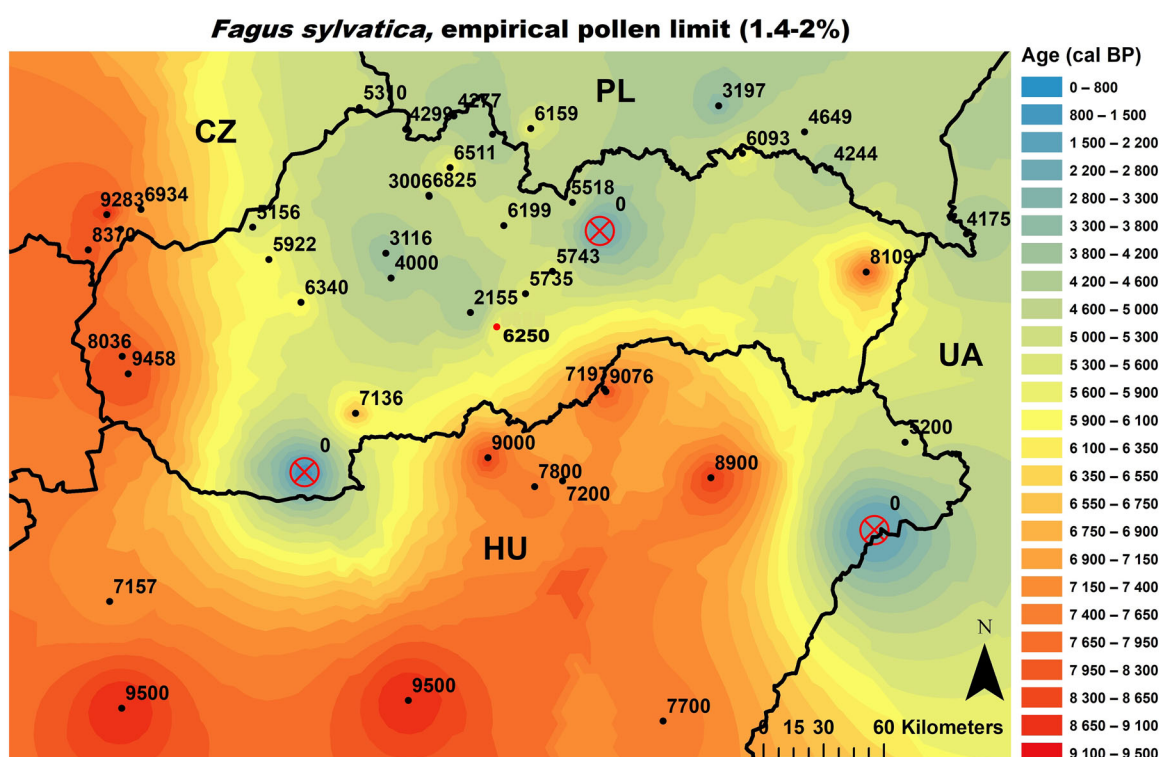 Fagus sylvatica, empirical pollen limit (1.4-2%)
Age (cal BP)
0 – 800
800 – 1 500
1 500 – 2 200
2 200 – 2 800
2 800 – 3 300
3 300 – 3 800
3 800 – 4 200
4 200 – 4 600
4 600 – 5 000
5 000 – 5 300
5 300 – 5 600
5 600 – 5 900
5 900 – 6 100
6 100 – 6 350
6 350 – 6 550
6 550 – 6 750
6 750 – 6 900
6 900 – 7 150
7 150 – 7 400
7 400 – 7 650
7 650 – 7 950
7 950 – 8 300
8 300 – 8 650
8 650 – 9 100
9 100 – 9 500
CZ
PL
UA
HU
5310
4299
4277
6159
3197
4649
6093
4244
6511
3006
6825
9283
6934
8370
5156
5922
6199
5518
0
4175
3116
4000
5743
5735
8109
6340
2155
6250
8036
9458
7197
9076
7136
0
9000
7800
7200
8900
5200
0
7157
9500
9500
7700
N
0 15 30 60 Kilometers